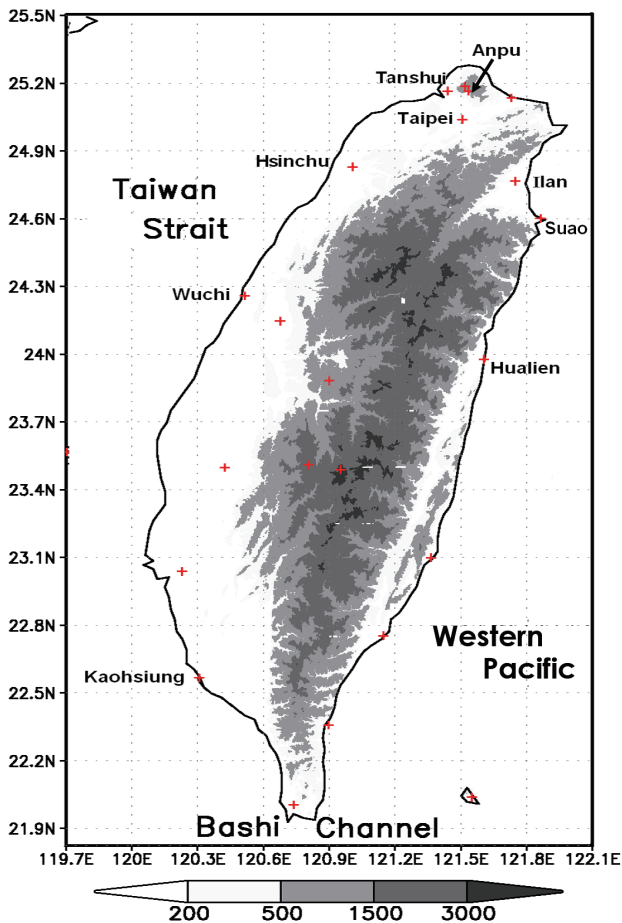 25.5N
Anpu
25.2N
Tanshui
Taipei
24.9N
Hsinchu
Taiwan
Strait
Ilan
24.6N
Suao
24.3N
Wuchi
24N
Hualien
23.7N
23.4N
23.1N
22.8N
Western
Pacific
Kaohsiung
22.5N
22.2N
21.9N
Bashi Channel
119.7E 120E 120.3E 120.6E 120.9E 121.2E 121.5E 121.8E 122.1E
200 500 1500 3000